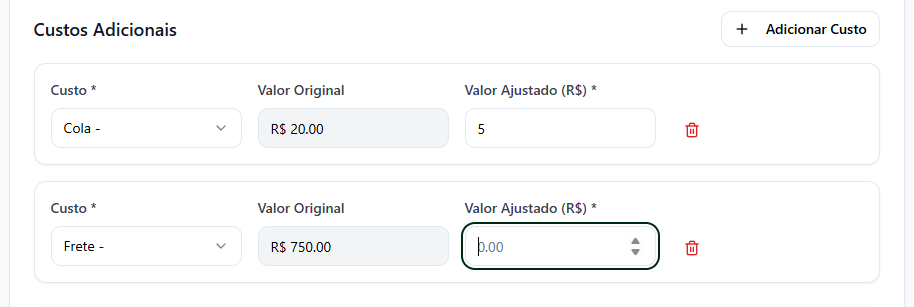 Custos Adicionais
+ Adicionar Custo
Custo * Valor Original Valor Ajustado (R$) *
Cola - R$ 20.00 5
Custo * Valor Original Valor Ajustado (R$) *
Frete - R$ 750.00 0.00